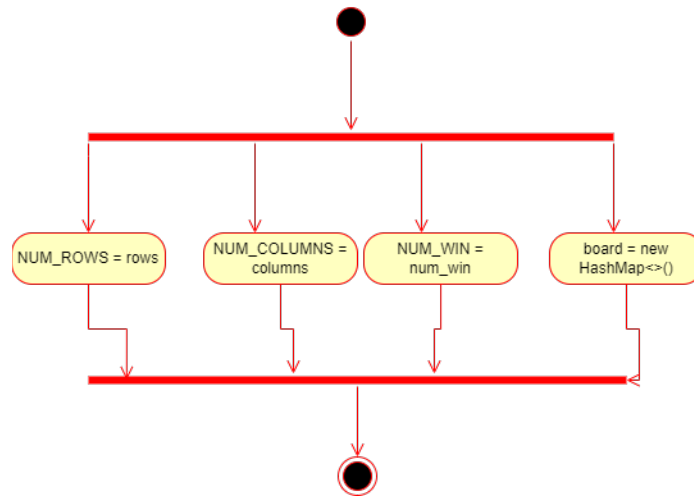 NUM_ROWS = rows
NUM_COLUMNS =
columns
NUM_WIN =
num_win
board = new
HashMap<>()